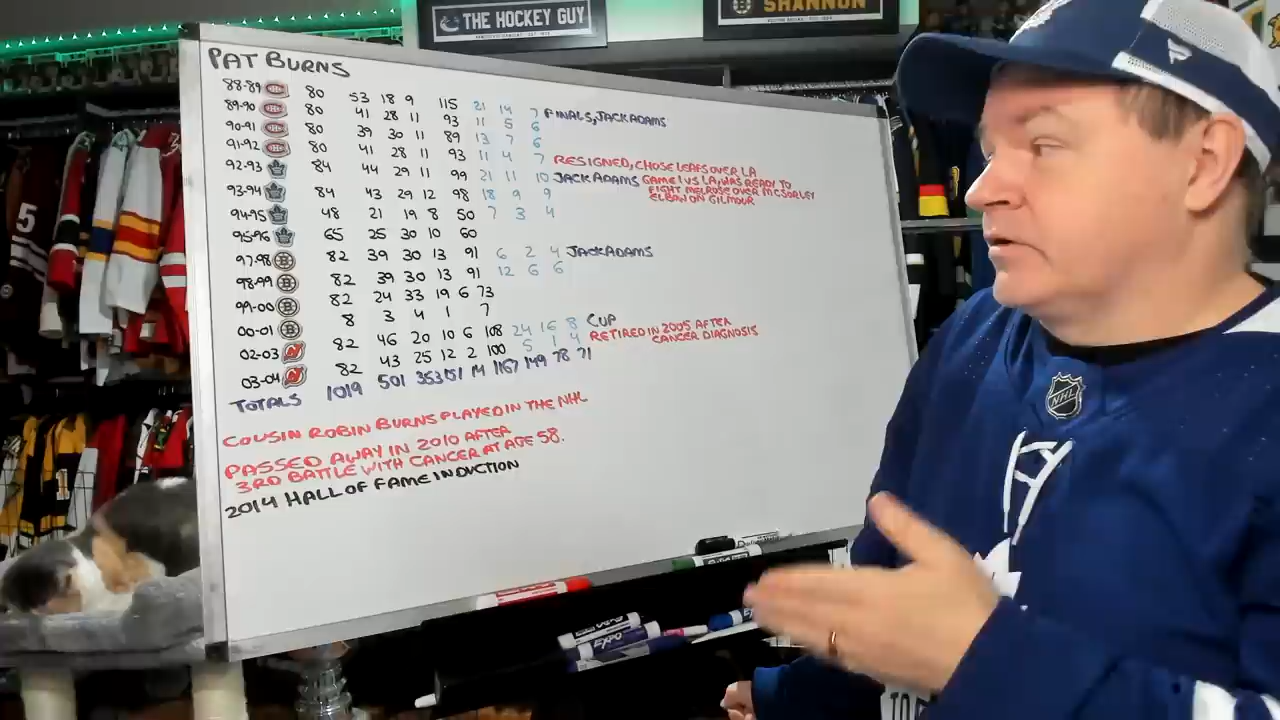 THE HOCKEY GUY
SHANNON
PAT BURNS
88-89 80 53 18 9 115 21 14 7 FINALS, JACK ADAMS
89-90 80 41 28 11 93 11 5 6
90-91 80 39 30 11 89 13 7 6
91-92 80 41 28 11 93 11 4 7 RESIGNED, CHOSE LEAFS OVER LA
92-93 84 44 29 11 99 21 11 10 JACK ADAMS GAME 1 VS LA, WAS READY TO
FIGHT MELROSE OVER MCSORLEY
ELBOW ON GILMOUR
93-94 84 43 29 12 98 18 9 9
94-95 48 21 19 8 50 7 3 4
95-96 65 25 30 10 60
97-98 82 39 30 13 91 6 2 4 JACK ADAMS
98-99 82 39 30 13 91 12 6 6
99-00 82 24 33 19 6 73
00-01 8 3 4 1 7
02-03 82 46 20 10 6 108 24 16 8 CUP
03-04 82 43 25 12 2 100 5 1 4 RETIRED IN 2005 AFTER
CANCER DIAGNOSIS
TOTALS 1019 501 353 151 14 1167 149 78 71
COUSIN ROBIN BURNS PLAYED IN THE NHL
PASSED AWAY IN 2010 AFTER
3RD BATTLE WITH CANCER AT AGE 58.
2014 HALL OF FAME INDUCTION
5
1
EXPO
NHL
TO